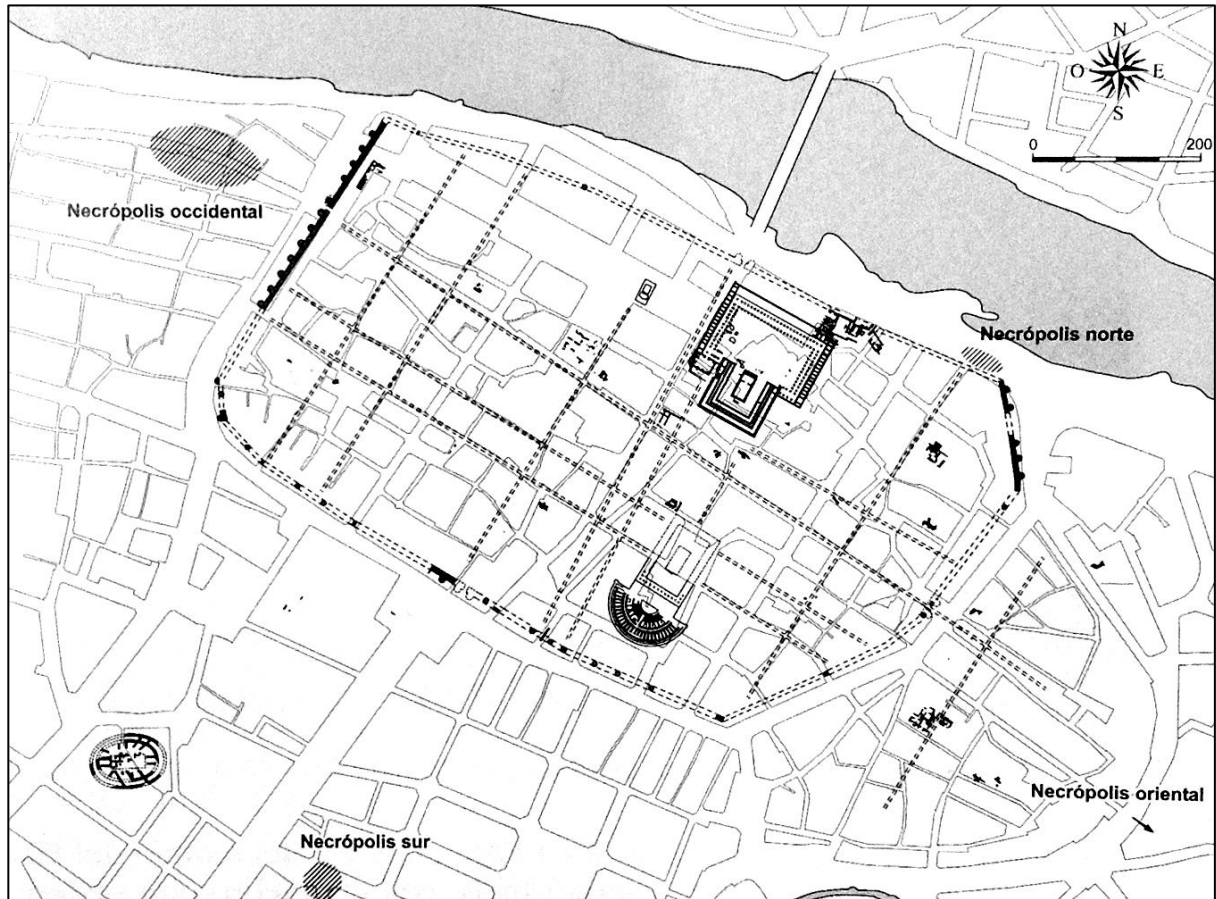 N
O E
S
0 200
Necrópolis occidental
Necrópolis norte
Necrópolis oriental
Necrópolis sur